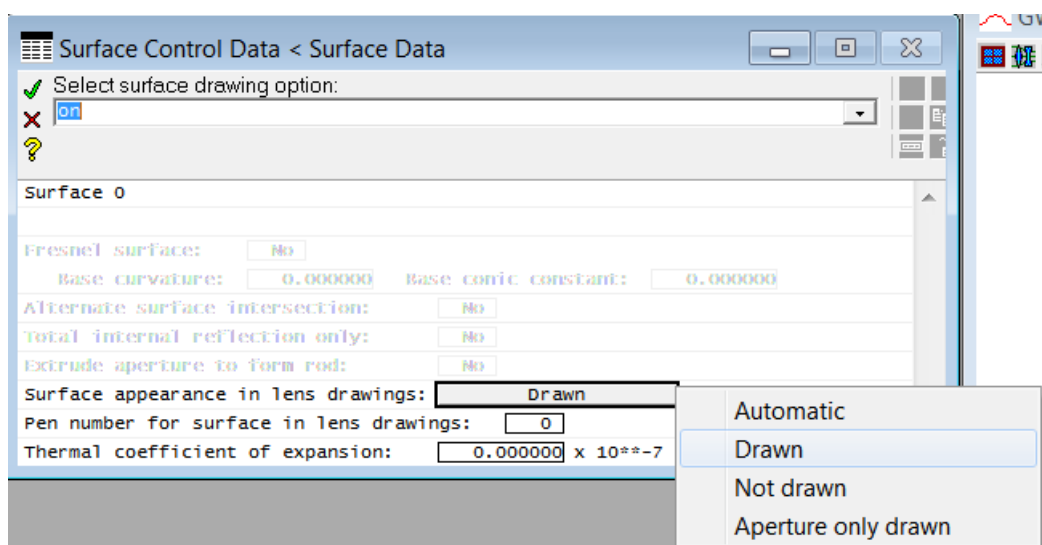 Surface Control Data < Surface Data
Select surface drawing option:
on
Surface 0
Fresnel surface: No
Base curvature: 0.000000 Base conic constant: 0.000000
Alternate surface intersection: No
Total internal reflection only: No
Extrude aperture to form rod: No
Surface appearance in lens drawings: Drawn
Pen number for surface in lens drawings: 0
Thermal coefficient of expansion: 0.000000 x 10**-7
Automatic
Drawn
Not drawn
Aperture only drawn